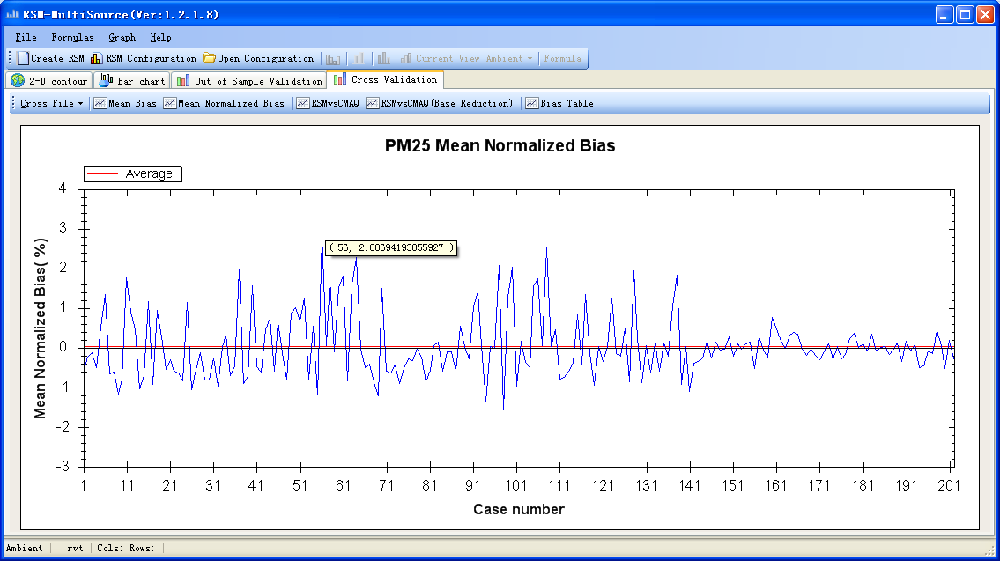 RSM-MultiSource(Ver:1.2.1.8)
File Formulas Graph Help
Create RSM RSM Configuration Open Configuration Current View Ambient Formula
2-D contour Bar chart Out of Sample Validation Cross Validation
Cross File Mean Bias Mean Normalized Bias RSMvsCMAQ RSMvsCMAQ(Base Reduction) Bias Table
PM25 Mean Normalized Bias
Average
( 56, 2.80694193855927 )
Mean Normalized Bias( %)
4
3
2
1
0
-1
-2
-3
1 11 21 31 41 51 61 71 81 91 101 111 121 131 141 151 161 171 181 191 201
Case number
Ambient rvt Cols: Rows: